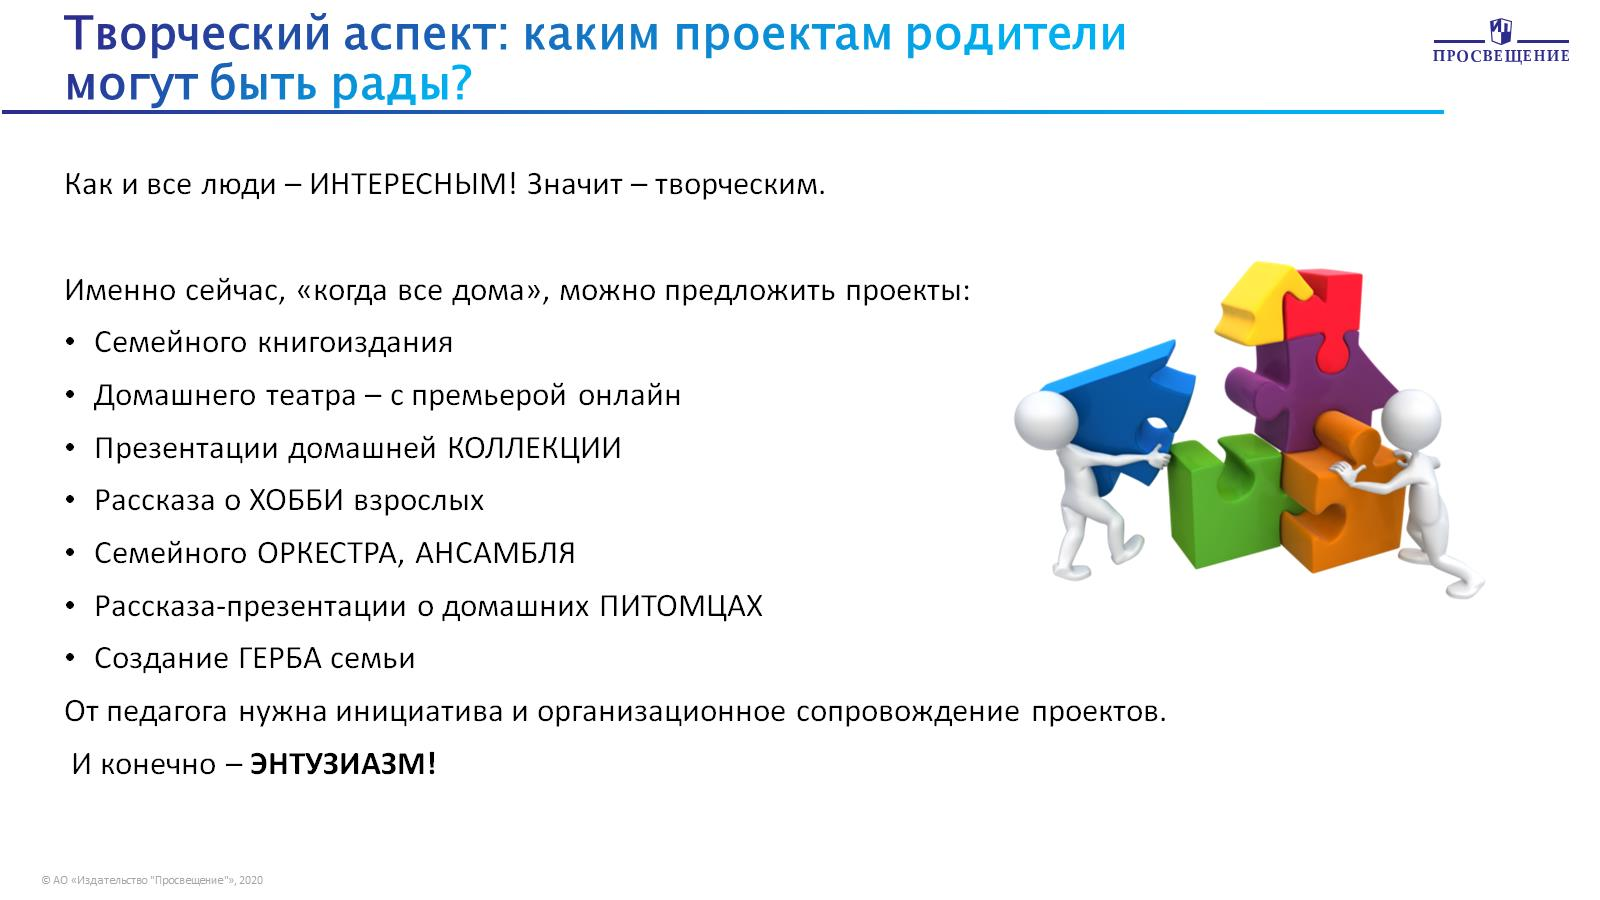 Творческий аспект: каким проектам родители
могут быть рады?
ПРОСВЕЩЕНИЕ
Как и все люди – ИНТЕРЕСНЫМ! Значит – творческим.
Именно сейчас, «когда все дома», можно предложить проекты:
• Семейного книгоиздания
• Домашнего театра – с премьерой онлайн
• Презентации домашней КОЛЛЕКЦИИ
• Рассказа о ХОББИ взрослых
• Семейного ОРКЕСТРА, АНСАМБЛЯ
• Рассказа-презентации о домашних ПИТОМЦАХ
• Создание ГЕРБА семьи
От педагога нужна инициатива и организационное сопровождение проектов.
И конечно – ЭНТУЗИАЗМ!
© АО «Издательство "Просвещение"», 2020